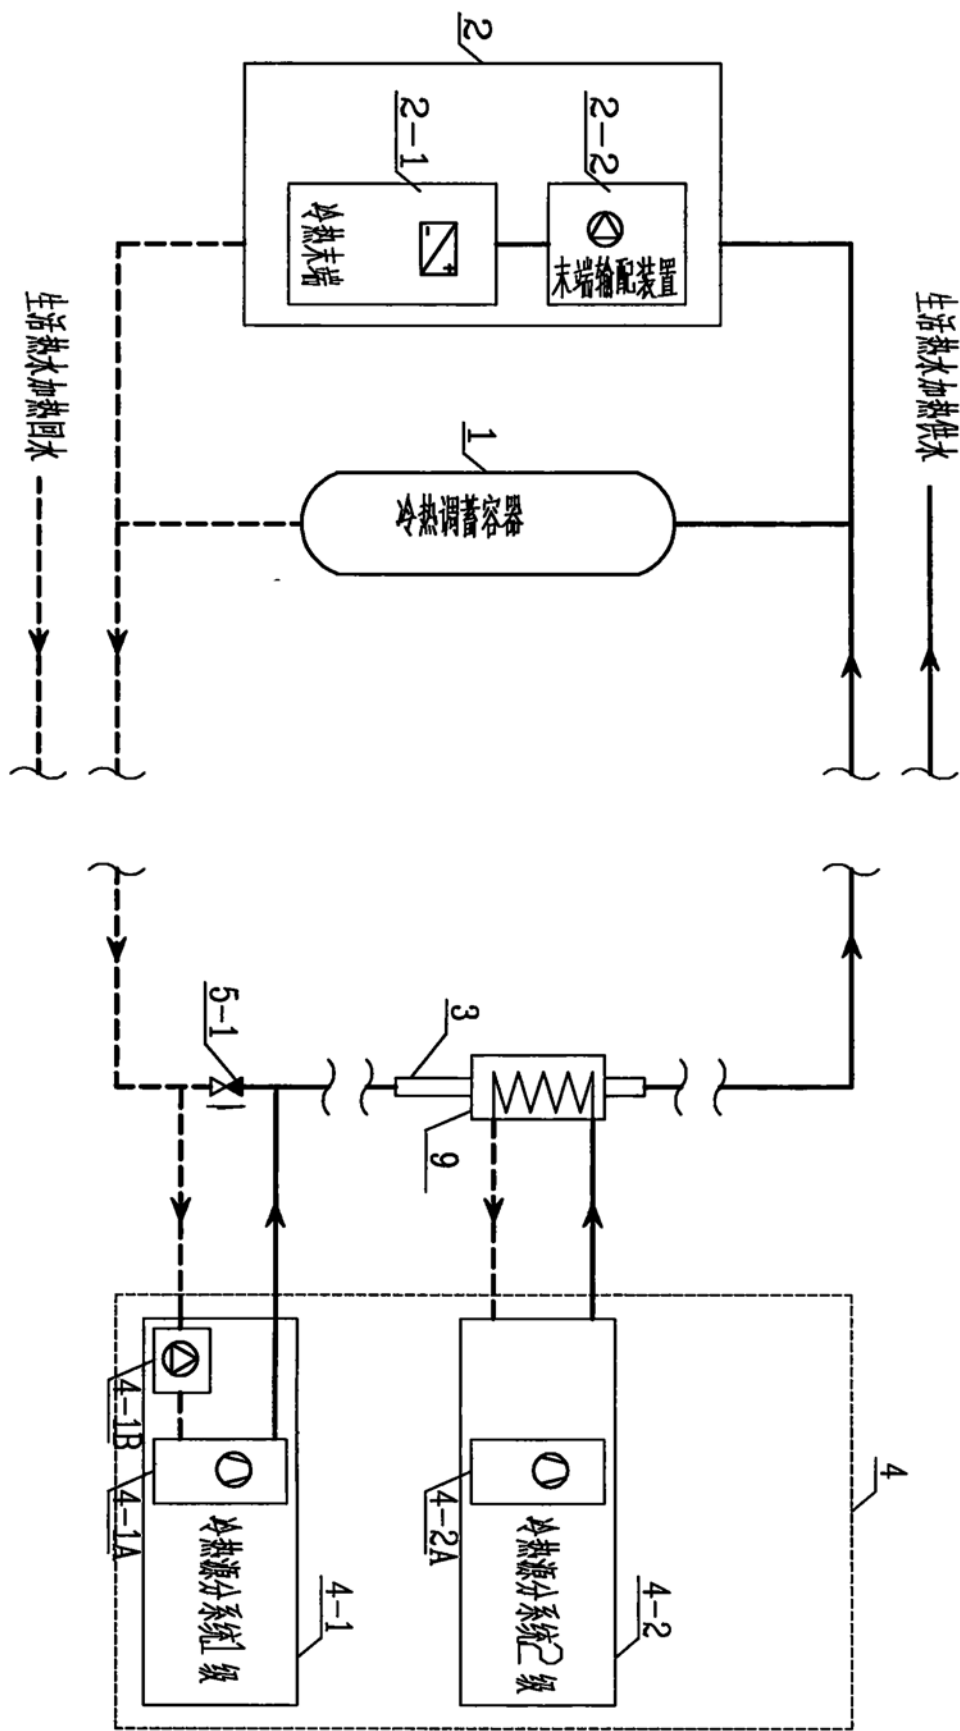 2
2-1
冷热末端
2-2
末端输配装置
生活热水加热回水
生活热水加热供水
1
冷热调蓄容器
5-1
3
9
4
4-1B
4-1A
冷热源分系统1级
4-1
4-2A
冷热源分系统2级
4-2